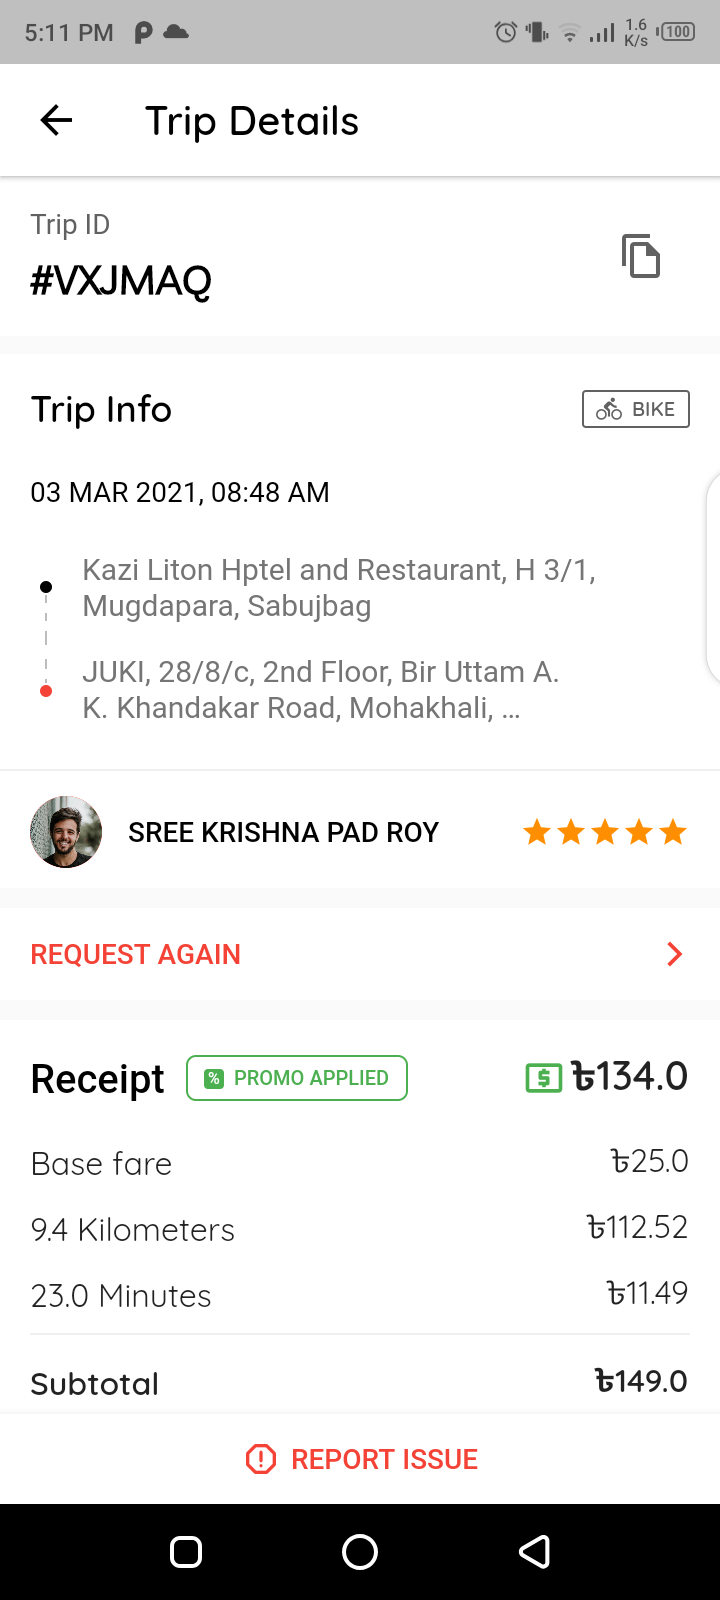 5:11 PM
1.6
K/s
100
Trip Details
Trip ID
#VXJMAQ
Trip Info
BIKE
03 MAR 2021, 08:48 AM
Kazi Liton Hptel and Restaurant, H 3/1,
Mugdapara, Sabujbag
JUKI, 28/8/c, 2nd Floor, Bir Uttam A.
K. Khandakar Road, Mohakhali, ...
SREE KRISHNA PAD ROY
REQUEST AGAIN
Receipt % PROMO APPLIED $ ৳134.0
Base fare ৳25.0
9.4 Kilometers ৳112.52
23.0 Minutes ৳11.49
Subtotal ৳149.0
REPORT ISSUE